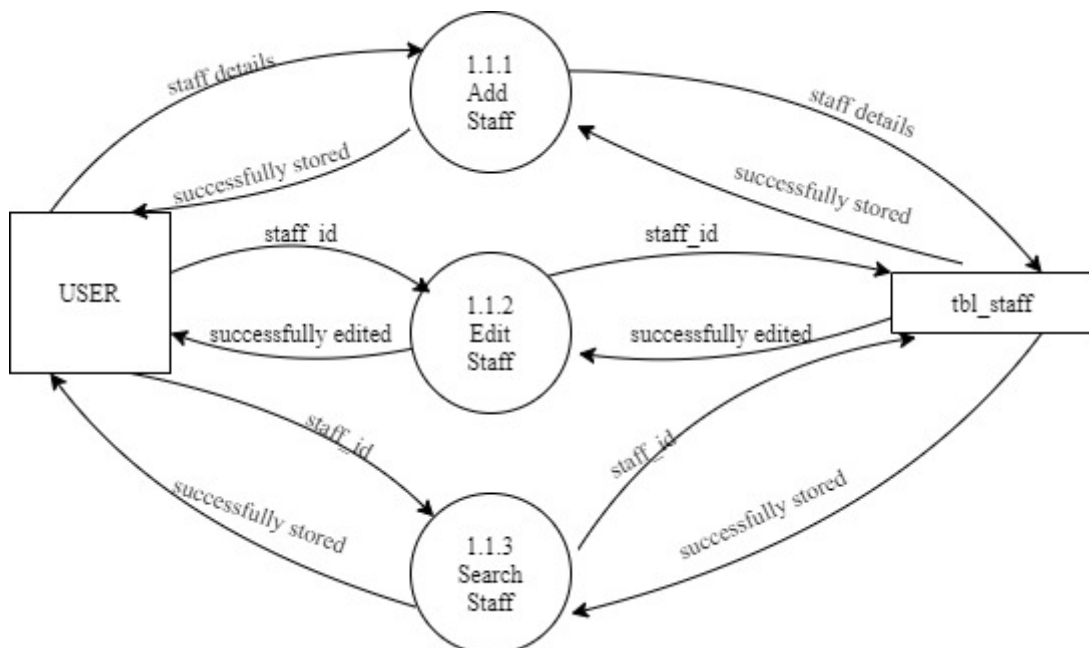 staff details
1.1.1
Add
Staff
staff details
successfully stored
successfully stored
staff_id
staff_id
USER
1.1.2
Edit
Staff
tbl_staff
successfully edited
successfully edited
staff_id
staff_id
successfully stored
successfully stored
1.1.3
Search
Staff